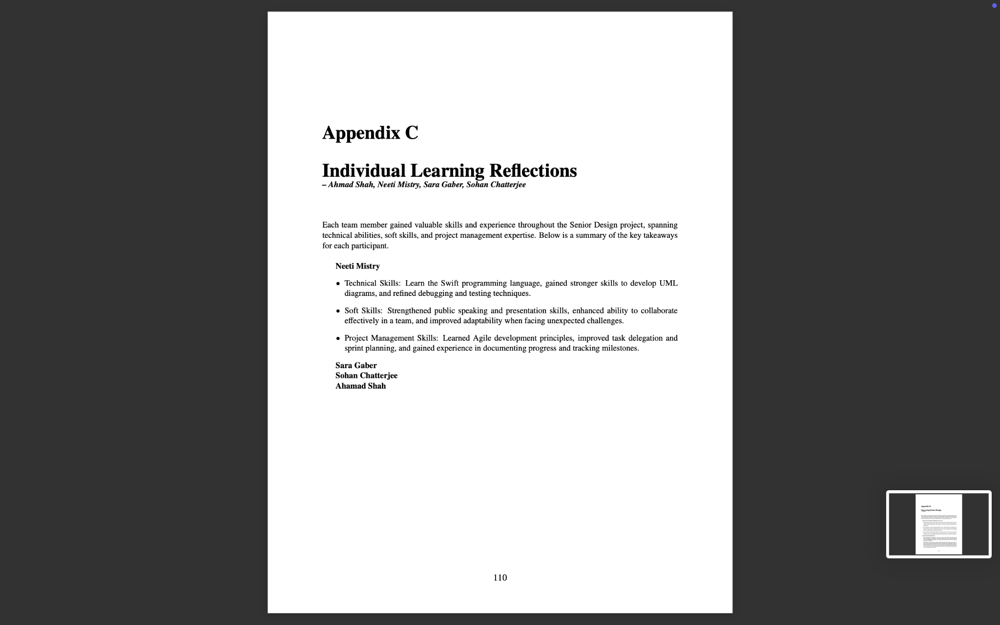 Appendix C
Individual Learning Reflections
– Ahmad Shah, Neeti Mistry, Sara Gaber, Sohan Chatterjee
Each team member gained valuable skills and experience throughout the Senior Design project, spanning
technical abilities, soft skills, and project management expertise. Below is a summary of the key takeaways
for each participant.
Neeti Mistry
• Technical Skills: Learn the Swift programming language, gained stronger skills to develop UML
diagrams, and refined debugging and testing techniques.
• Soft Skills: Strengthened public speaking and presentation skills, enhanced ability to collaborate
effectively in a team, and improved adaptability when facing unexpected challenges.
• Project Management Skills: Learned Agile development principles, improved task delegation and
sprint planning, and gained experience in documenting progress and tracking milestones.
Sara Gaber
Sohan Chatterjee
Ahamad Shah
110
Appendix B
Improving Senior Design